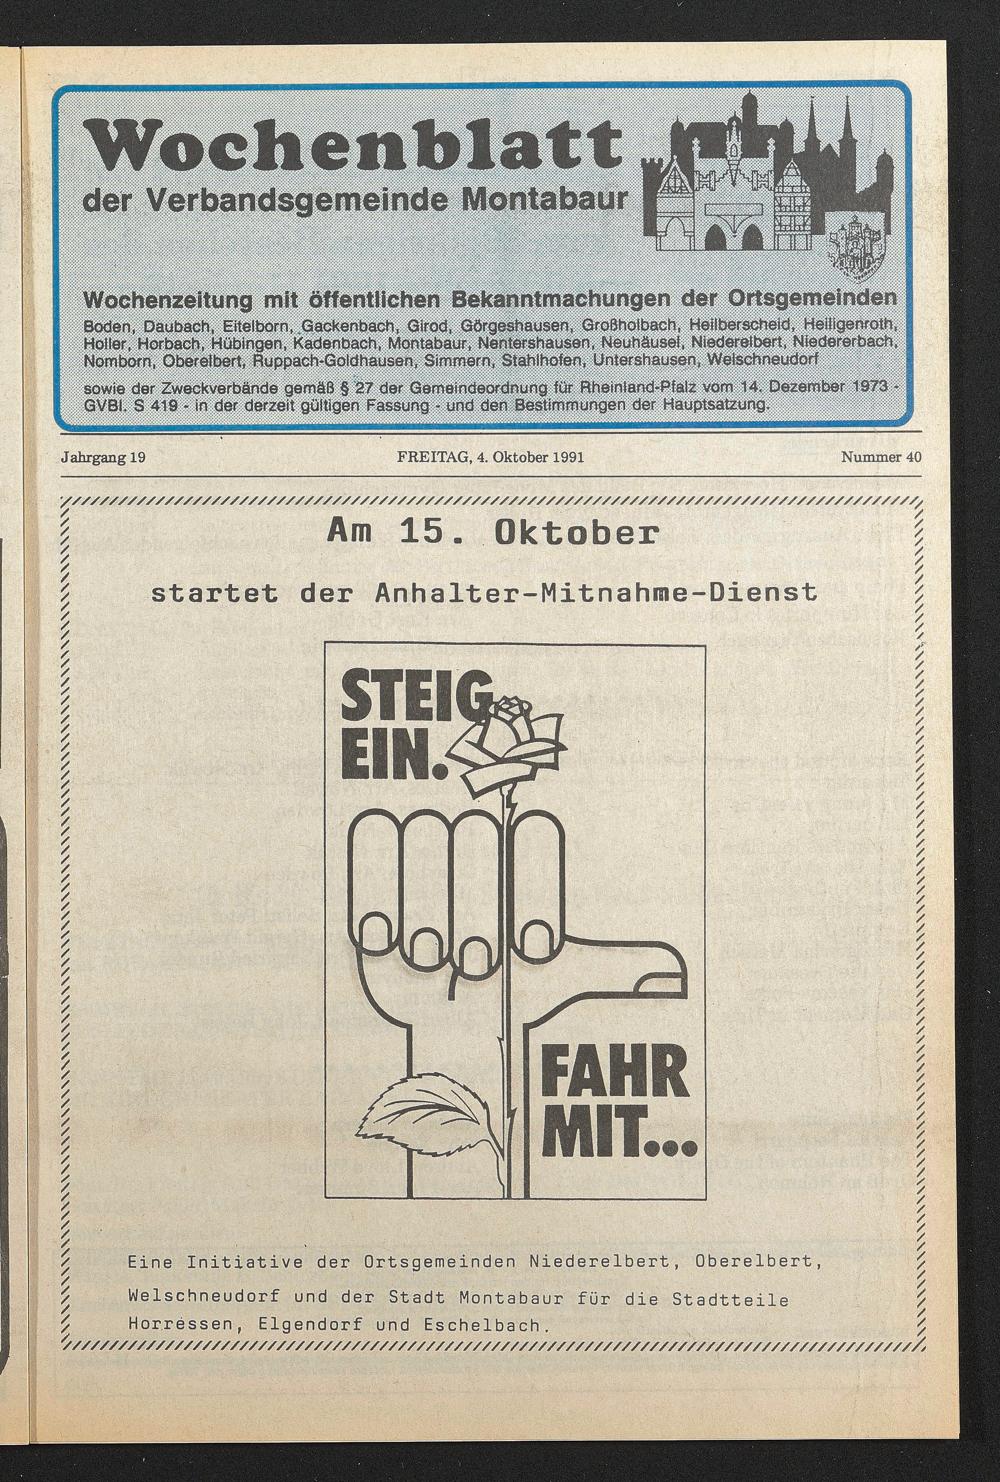 Wochenblatt
der Verbandsgemeinde Montabaur
Wochenzeitung mit öffentlichen Bekanntmachungen der Ortsgemeinden
Boden, Daubach, Eitelborn, Gackenbach, Girod, Görgeshausen, Großholbach, Heilberscheid, Heiligenroth,
Holler, Horbach, Hübingen, Kadenbach, Montabaur, Nentershausen, Neuhäusel, Niederelbert, Niedererbach,
Nomborn, Oberelbert, Ruppach-Goldhausen, Simmern, Stahlhofen, Untershausen, Welschneudorf
sowie der Zweckverbände gemäß § 27 der Gemeindeordnung für Rheinland-Pfalz vom 14. Dezember 1973 -
GVBl. S 419 - in der derzeit gültigen Fassung - und den Bestimmungen der Hauptsatzung.
Jahrgang 19 FREITAG, 4. Oktober 1991 Nummer 40
Am 15. Oktober
startet der Anhalter-Mitnahme-Dienst
STEIG
EIN.
FAHR
MIT...
Eine Initiative der Ortsgemeinden Niederelbert, Oberelbert,
Welschneudorf und der Stadt Montabaur für die Stadtteile
Horressen, Elgendorf und Eschelbach.